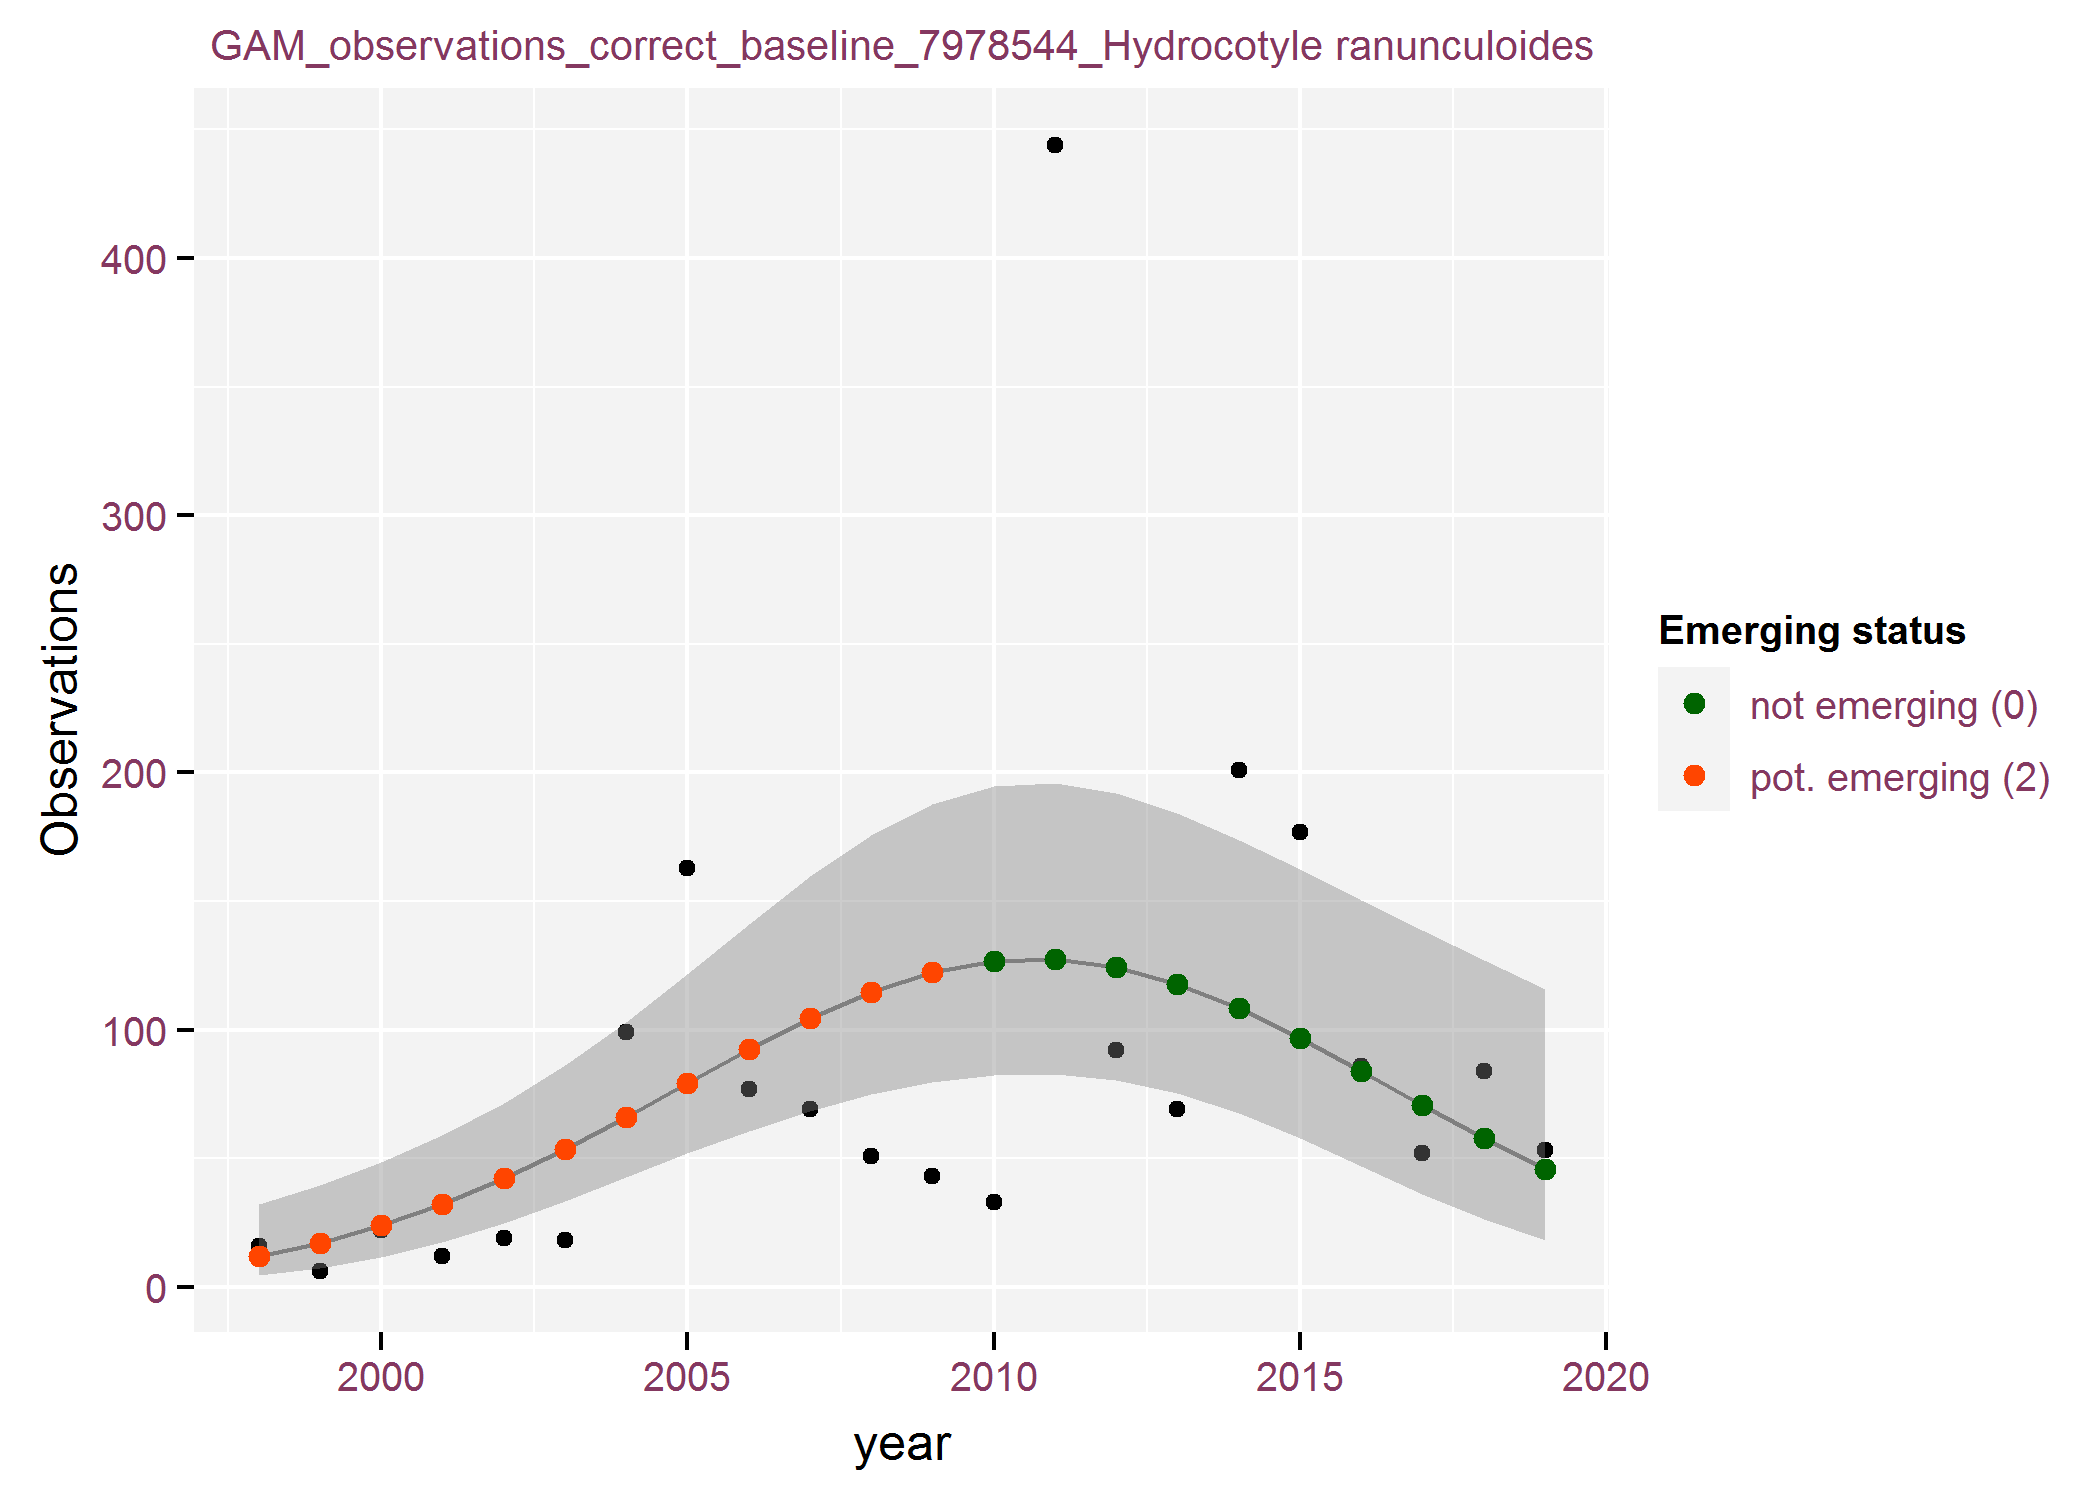 GAM_observations_correct_baseline_7978544_Hydrocotyle ranunculoides
400
300
200
100
0
Observations
2000 2005 2010 2015 2020
year
Emerging status
not emerging (0)
pot. emerging (2)